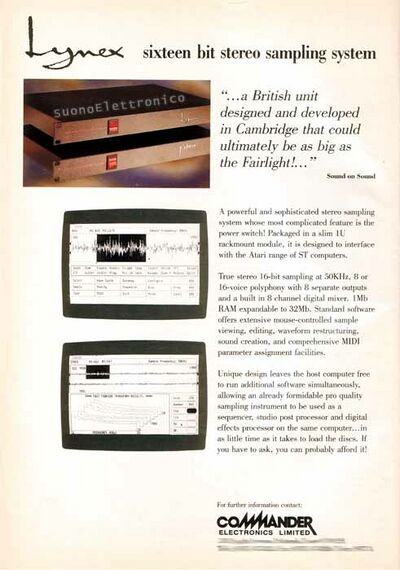 Lynex sixteen bit stereo sampling system
SuonoElettronico
“...a British unit
designed and developed
in Cambridge that could
ultimately be as big as
the Fairlight!...”
Sound on Sound
A powerful and sophisticated stereo sampling
system whose most complicated feature is the
power switch! Packaged in a slim 1U
rackmount module, it is designed to interface
with the Atari range of ST computers.
True stereo 16-bit sampling at 50KHz, 8 or
16-voice polyphony with 8 separate outputs
and a built in 8 channel digital mixer. 1Mb
RAM expandable to 32Mb. Standard software
offers extensive mouse-controlled sample
viewing, editing, waveform restructuring,
sound creation, and comprehensive MIDI
parameter assignment facilities.
Unique design leaves the host computer free
to run additional software simultaneously,
allowing an already formidable pro quality
sampling instrument to be used as a
sequencer, studio post processor and digital
effects processor on the same computer...in
as little time as it takes to load the discs. If
you have to ask, you can probably afford it!
For further information contact:
COMMANDER
ELECTRONICS LIMITED